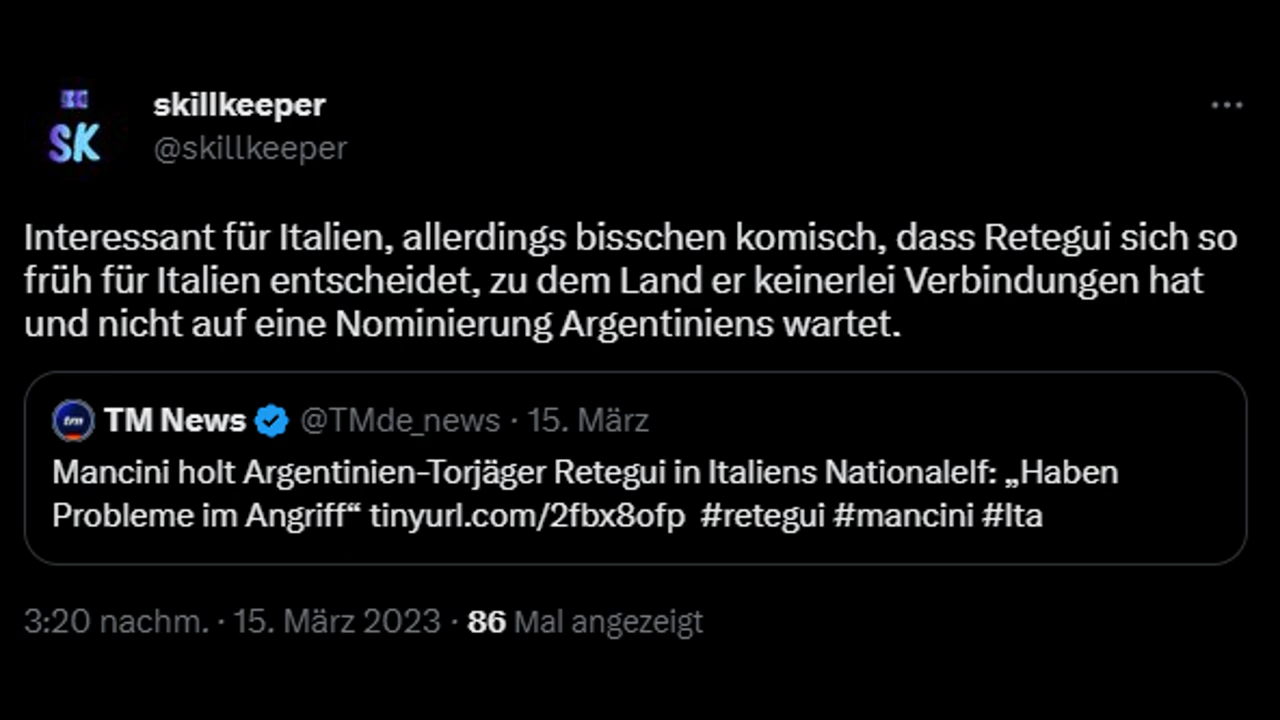 SK
skillkeeper
@skillkeeper
Interessant für Italien, allerdings bisschen komisch, dass Retegui sich so
früh für Italien entscheidet, zu dem Land er keinerlei Verbindungen hat
und nicht auf eine Nominierung Argentiniens wartet.
tm TM News @TMde_news · 15. März
Mancini holt Argentinien-Torjäger Retegui in Italiens Nationalelf: „Haben
Probleme im Angriff“ tinyurl.com/2fbx8ofp #retegui #mancini #Ita
3:20 nachm. · 15. März 2023 · 86 Mal angezeigt